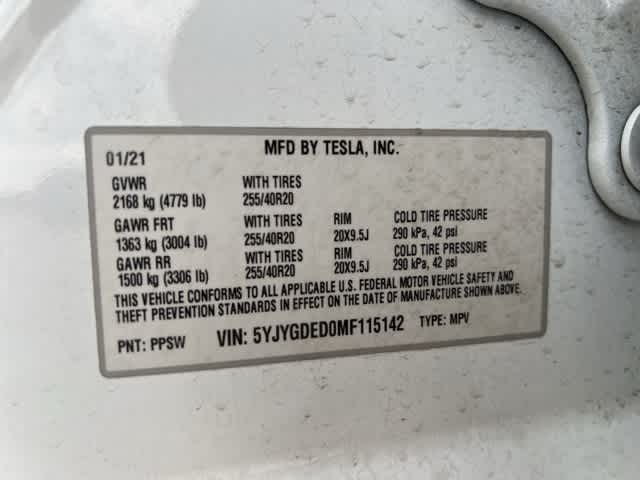 MFD BY TESLA, INC.
01/21
GVWR WITH TIRES
2168 kg (4779 lb) 255/40R20
GAWR FRT WITH TIRES RIM COLD TIRE PRESSURE
1363 kg (3004 lb) 255/40R20 20X9.5J 290 kPa, 42 psi
GAWR RR WITH TIRES RIM COLD TIRE PRESSURE
1500 kg (3306 lb) 255/40R20 20X9.5J 290 kPa, 42 psi
THIS VEHICLE CONFORMS TO ALL APPLICABLE U.S. FEDERAL MOTOR VEHICLE SAFETY AND
THEFT PREVENTION STANDARDS IN EFFECT ON THE DATE OF MANUFACTURE SHOWN ABOVE.
PNT: PPSW VIN: 5YJYGDED0MF115142 TYPE: MPV